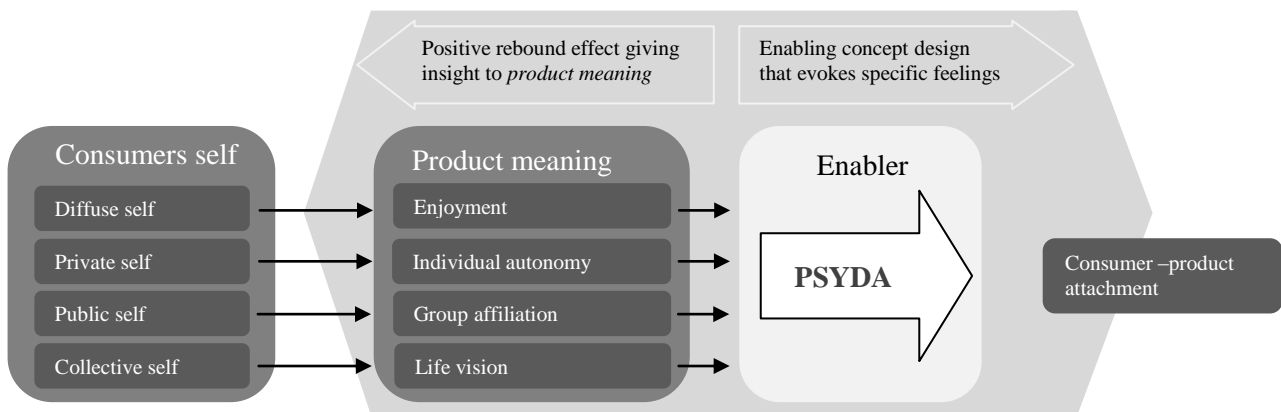 Positive rebound effect giving
insight to product meaning
Enabling concept design
that evokes specific feelings
Consumers self
Diffuse self
Private self
Public self
Collective self
Product meaning
Enjoyment
Individual autonomy
Group affiliation
Life vision
Enabler
PSYDA
Consumer –product
attachment